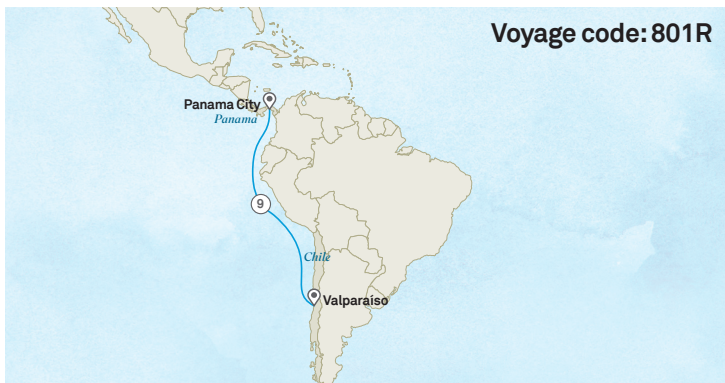 Voyage code: 801R
Panama City
Panama
9
Chile
Valparaíso